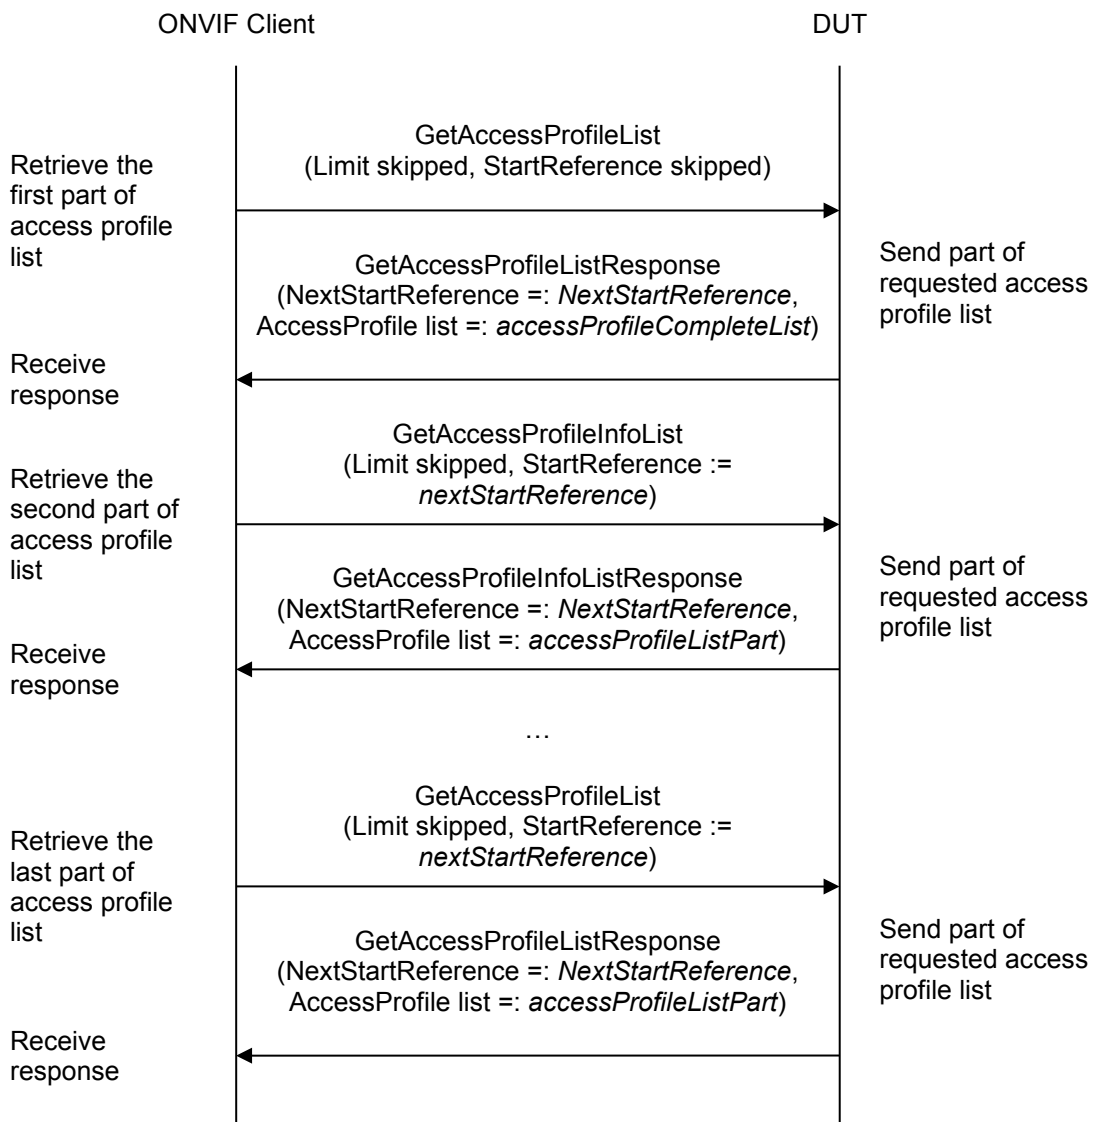 ONVIF Client
DUT
GetAccessProfileList
(Limit skipped, StartReference skipped)
Retrieve the
first part of
access profile
list
GetAccessProfileListResponse
(NextStartReference =: NextStartReference,
AccessProfile list =: accessProfileCompleteList)
Send part of
requested access
profile list
Receive
response
GetAccessProfileInfoList
(Limit skipped, StartReference :=
nextStartReference)
Retrieve the
second part of
access profile
list
GetAccessProfileInfoListResponse
(NextStartReference =: NextStartReference,
AccessProfile list =: accessProfileListPart)
Send part of
requested access
profile list
Receive
response
…
GetAccessProfileList
(Limit skipped, StartReference :=
nextStartReference)
Retrieve the
last part of
access profile
list
GetAccessProfileListResponse
(NextStartReference =: NextStartReference,
AccessProfile list =: accessProfileListPart)
Send part of
requested access
profile list
Receive
response